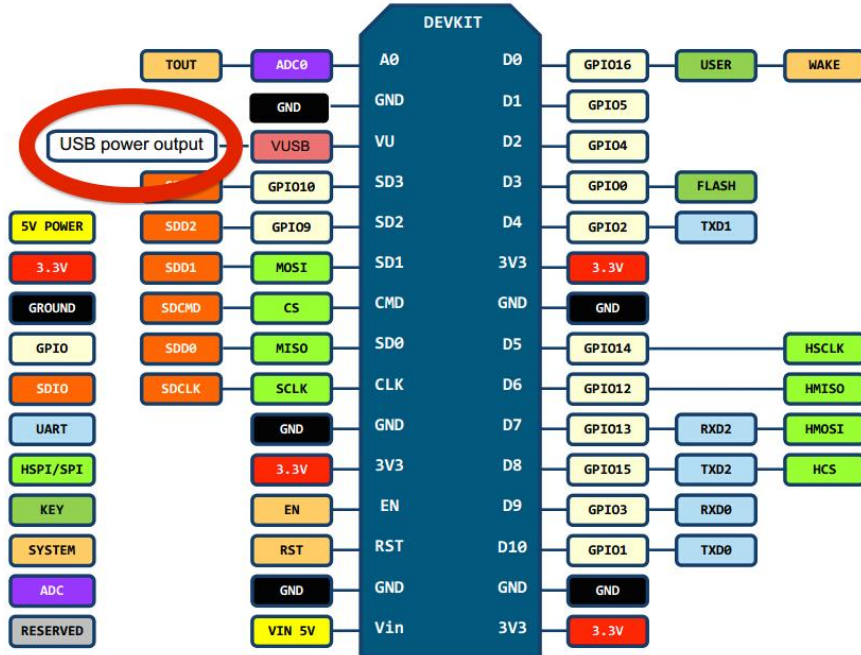 DEVKIT
TOUT ADC0 A0 D0 GPIO16 USER WAKE
GND GND D1 GPIO5
USB power output VUSB VU D2 GPIO4
GPIO10 SD3 D3 GPIO0 FLASH
5V POWER SDD2 GPIO9 SD2 D4 GPIO2 TXD1
3.3V SDD1 MOSI SD1 3V3 3.3V
GROUND SDCMD CS CMD GND GND
GPIO SDD0 MISO SD0 D5 GPIO14 HSCLK
SDIO SDCLK SCLK CLK D6 GPIO12 HMISO
UART GND GND D7 GPIO13 RXD2 HMOSI
HSPI/SPI 3.3V 3V3 D8 GPIO15 TXD2 HCS
KEY EN EN D9 GPIO3 RXD0
SYSTEM RST RST D10 GPIO1 TXD0
ADC GND GND GND GND
RESERVED VIN 5V Vin 3V3 3.3V